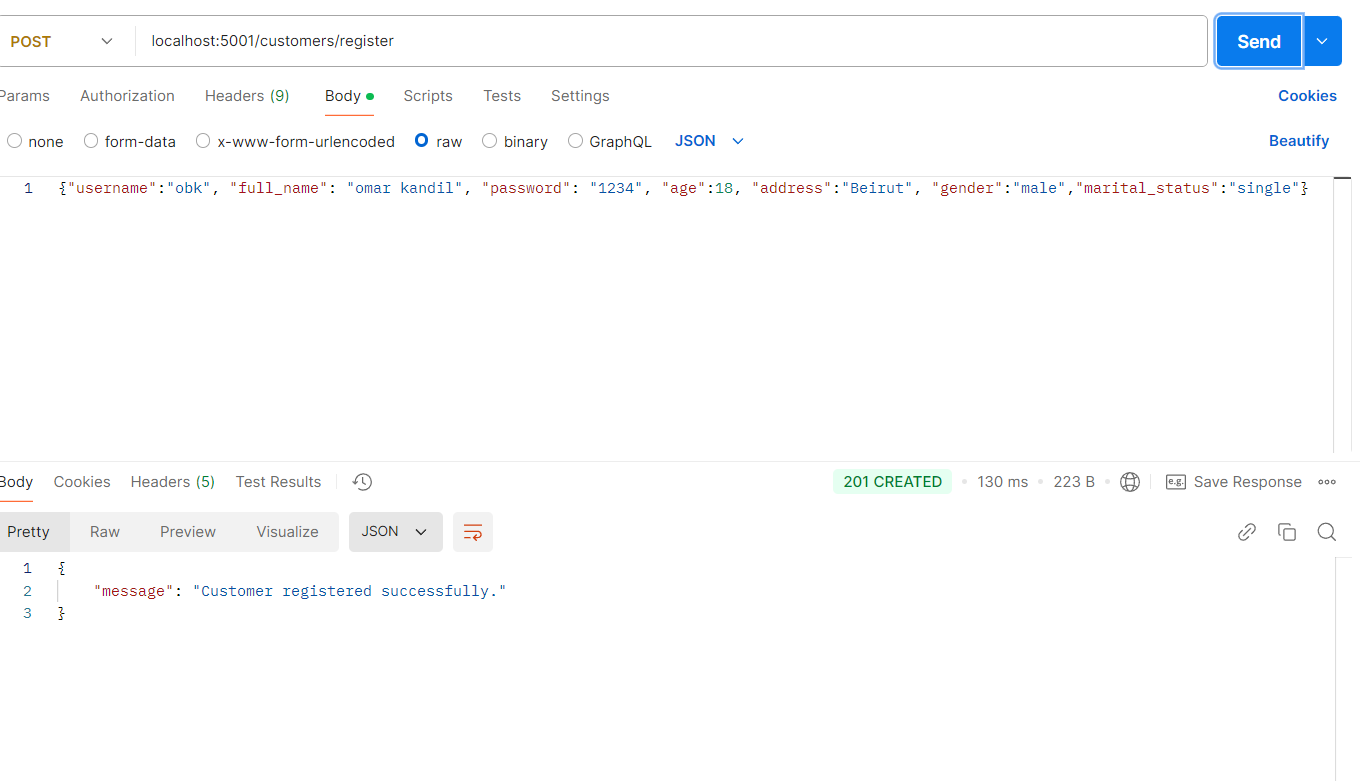 POST localhost:5001/customers/register Send
Params Authorization Headers (9) Body Scripts Tests Settings Cookies
none form-data x-www-form-urlencoded raw binary GraphQL JSON Beautify
1 {"username":"obk", "full_name": "omar kandil", "password": "1234", "age":18, "address":"Beirut", "gender":"male","marital_status":"single"}
Body Cookies Headers (5) Test Results 201 CREATED 130 ms 223 B e.g. Save Response
Pretty Raw Preview Visualize JSON
1 {
2 "message": "Customer registered successfully."
3 }